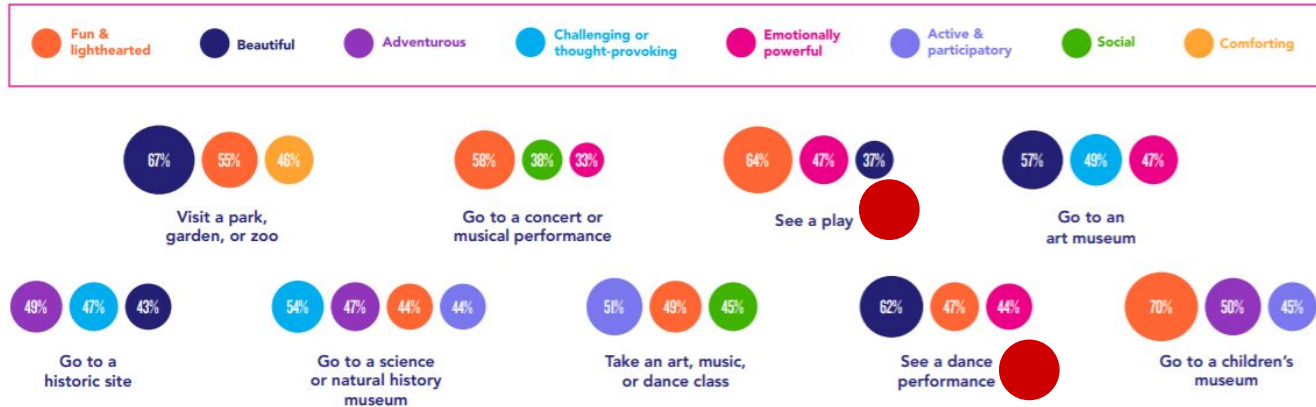 Fun &
lighthearted
Beautiful
Adventurous
Challenging or
thought-provoking
Emotionally
powerful
Active &
participatory
Social
Comforting
67% 55% 46%
Visit a park,
garden, or zoo
58% 38% 33%
Go to a concert or
musical performance
64% 47% 37%
See a play
57% 49% 47%
Go to an
art museum
49% 47% 43%
Go to a
historic site
54% 47% 44% 44%
Go to a science
or natural history
museum
51% 49% 45%
Take an art, music,
or dance class
62% 47% 44%
See a dance
performance
70% 50% 45%
Go to a children's
museum